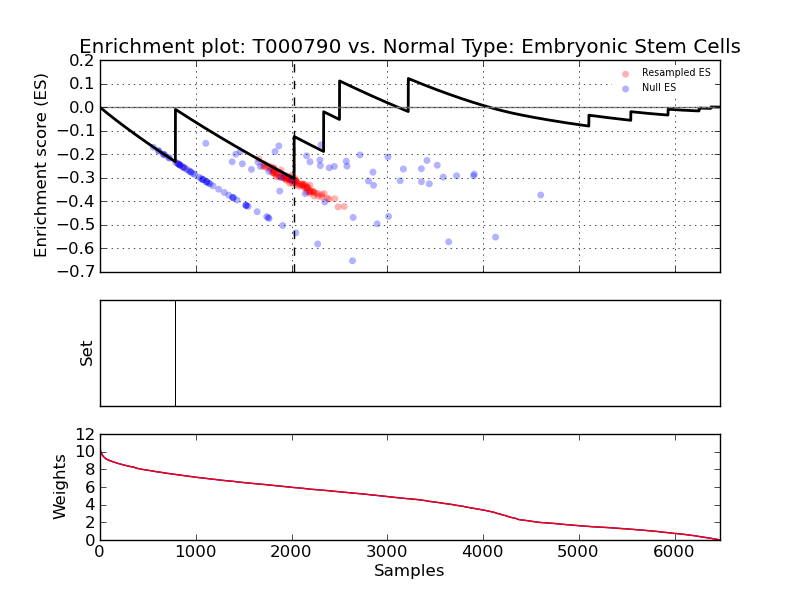 Enrichment plot: T000790 vs. Normal Type: Embryonic Stem Cells
0.2
0.1
0.0
−0.1
−0.2
−0.3
−0.4
−0.5
−0.6
−0.7
Enrichment score (ES)
Resampled ES
Null ES
Set
12
10
8
6
4
2
0
Weights
0 1000 2000 3000 4000 5000 6000
Samples